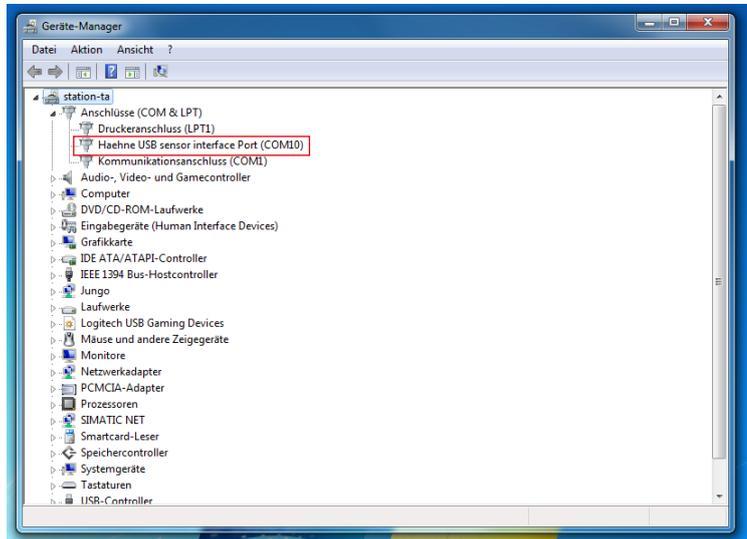 Geräte-Manager
Datei Aktion Ansicht ?
station-ta
Anschlüsse (COM & LPT)
Druckeranschluss (LPT1)
Haehne USB sensor interface Port (COM10)
Kommunikationsanschluss (COM1)
Audio-, Video- und Gamecontroller
Computer
DVD/CD-ROM-Laufwerke
Eingabegeräte (Human Interface Devices)
Grafikkarte
IDE ATA/ATAPI-Controller
IEEE 1394 Bus-Hostcontroller
Jungo
Laufwerke
Logitech USB Gaming Devices
Mäuse und andere Zeigegeräte
Monitore
Netzwerkadapter
PCMCIA-Adapter
Prozessoren
SIMATIC NET
Smartcard-Leser
Speichercontroller
Systemgeräte
Tastaturen
USB-Controller